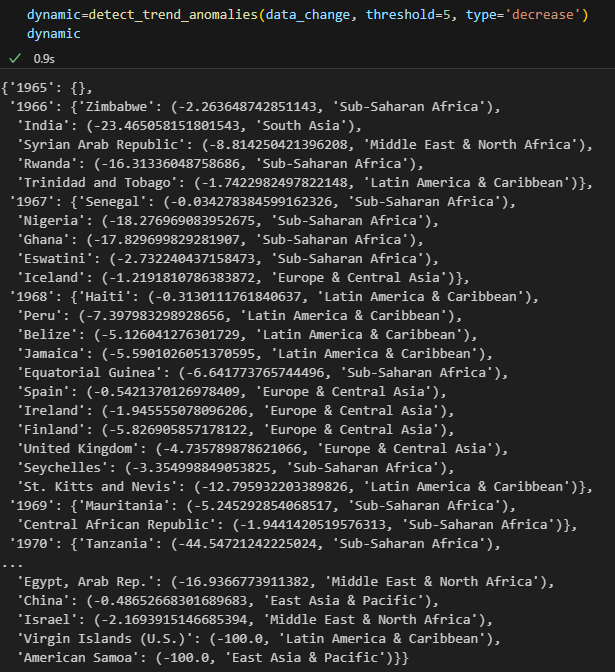 dynamic=detect_trend_anomalies(data_change, threshold=5, type='decrease')
dynamic
✓ 0.9s
{'1965': {},
'1966': {'Zimbabwe': (-2.263648742851143, 'Sub-Saharan Africa'),
'India': (-23.465058151801543, 'South Asia'),
'Syrian Arab Republic': (-8.814250421396208, 'Middle East & North Africa'),
'Rwanda': (-16.31336048758686, 'Sub-Saharan Africa'),
'Trinidad and Tobago': (-1.7422982497822148, 'Latin America & Caribbean')},
'1967': {'Senegal': (-0.034278384599162326, 'Sub-Saharan Africa'),
'Nigeria': (-18.276969083952675, 'Sub-Saharan Africa'),
'Ghana': (-17.829699829281907, 'Sub-Saharan Africa'),
'Eswatini': (-2.732240437158473, 'Sub-Saharan Africa'),
'Iceland': (-1.2191810786383872, 'Europe & Central Asia')},
'1968': {'Haiti': (-0.3130111761840637, 'Latin America & Caribbean'),
'Peru': (-7.397983298928656, 'Latin America & Caribbean'),
'Belize': (-5.126041276301729, 'Latin America & Caribbean'),
'Jamaica': (-5.5901026051370595, 'Latin America & Caribbean'),
'Equatorial Guinea': (-6.641773765744496, 'Sub-Saharan Africa'),
'Spain': (-0.5421370126978409, 'Europe & Central Asia'),
'Ireland': (-1.945555078096206, 'Europe & Central Asia'),
'Finland': (-5.826905857178122, 'Europe & Central Asia'),
'United Kingdom': (-4.735789878621066, 'Europe & Central Asia'),
'Seychelles': (-3.354998849053825, 'Sub-Saharan Africa'),
'St. Kitts and Nevis': (-12.795932203389826, 'Latin America & Caribbean')},
'1969': {'Mauritania': (-5.245292854068517, 'Sub-Saharan Africa'),
'Central African Republic': (-1.9441420519576313, 'Sub-Saharan Africa')},
'1970': {'Tanzania': (-44.54721242225024, 'Sub-Saharan Africa'),
...
'Egypt, Arab Rep.': (-16.9366773911382, 'Middle East & North Africa'),
'China': (-0.48652668301689683, 'East Asia & Pacific'),
'Israel': (-2.1693915146685394, 'Middle East & North Africa'),
'Virgin Islands (U.S.)': (-100.0, 'Latin America & Caribbean'),
'American Samoa': (-100.0, 'East Asia & Pacific')}}